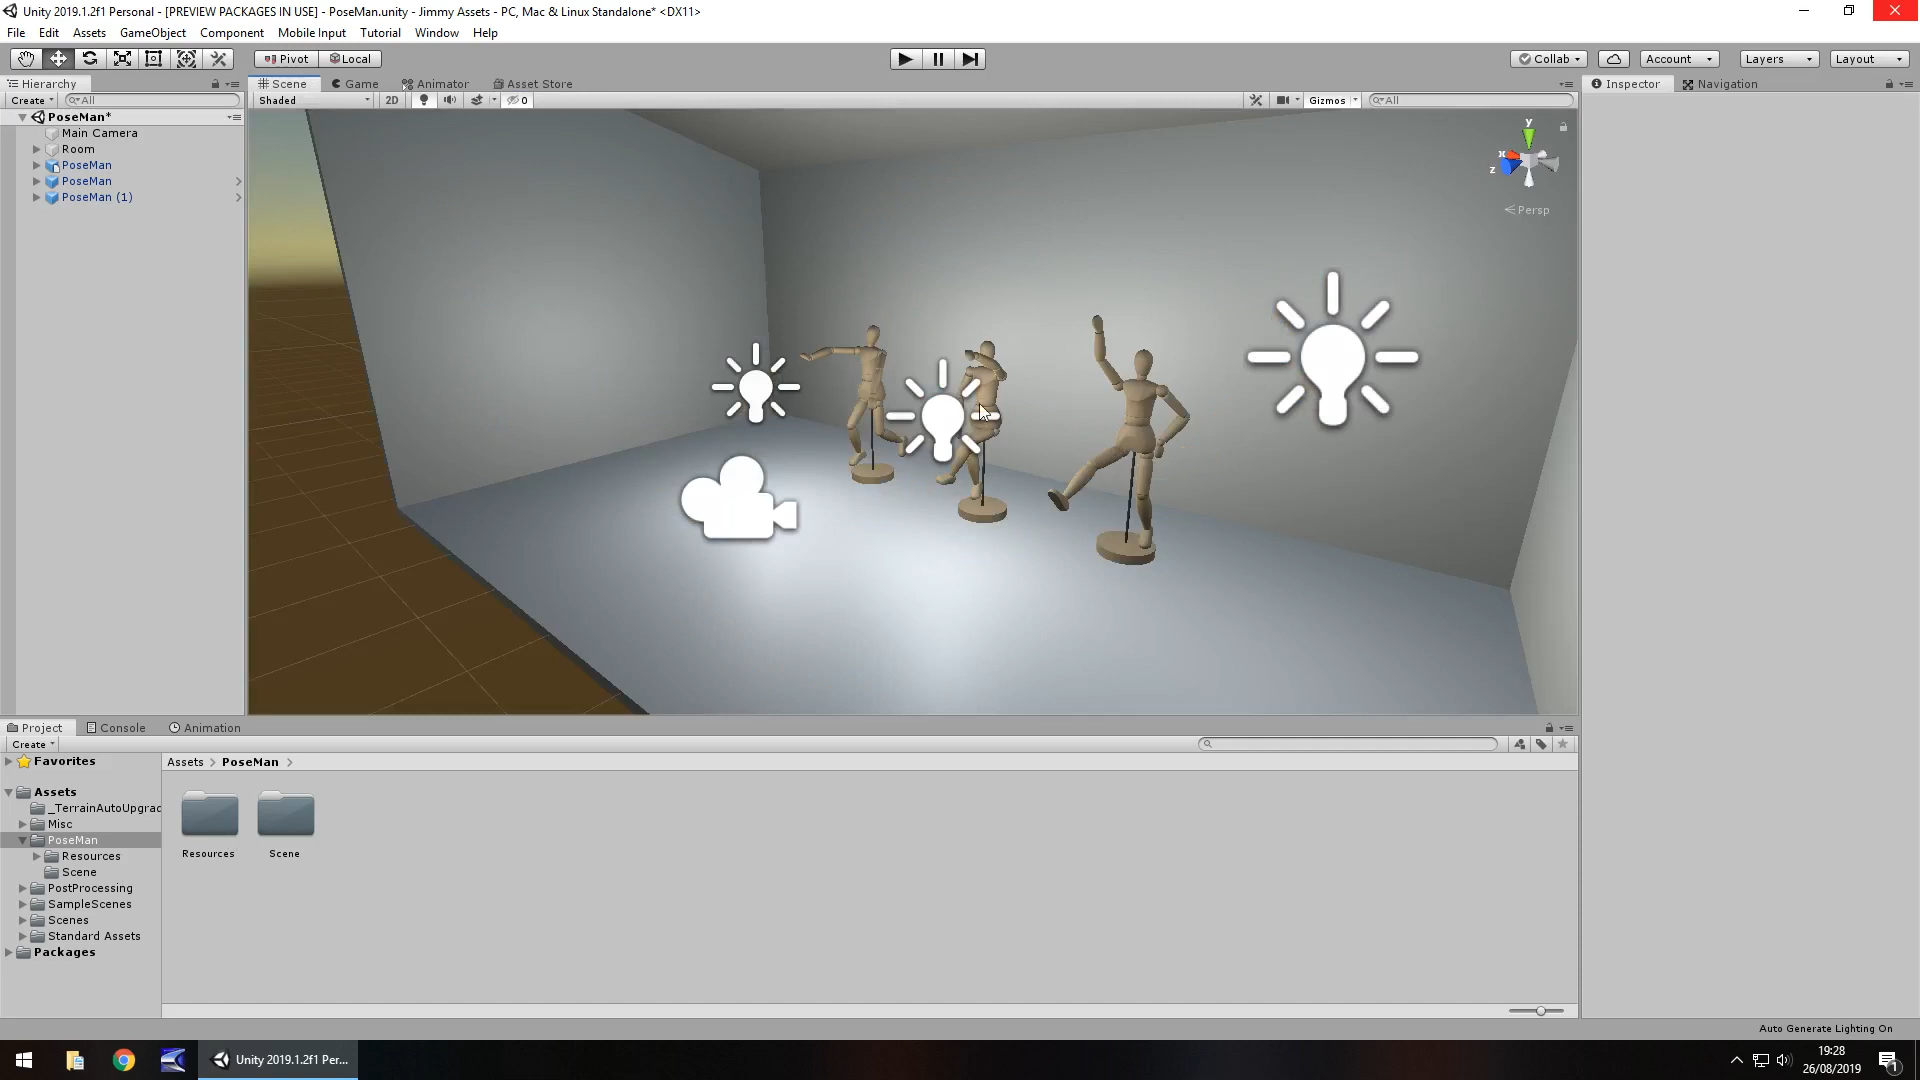 Unity 2019.1.2f1 Personal - [PREVIEW PACKAGES IN USE] - PoseMan.unity - Jimmy Assets - PC, Mac & Linux Standalone* <DX11>
File Edit Assets GameObject Component Mobile Input Tutorial Window Help
Pivot Local Collab Account Layers Layout
Hierarchy Scene Game Animator Asset Store Inspector Navigation
Create All Shaded 2D 0 Gizmos All
PoseMan*
Main Camera
Room
PoseMan
PoseMan
PoseMan (1)
y
x
z
Persp
Project Console Animation
Create
Favorites
Assets > PoseMan >
Assets
_TerrainAutoUpgrac
Misc
PoseMan
Resources
Scene
PostProcessing
SampleScenes
Scenes
Standard Assets
Packages
Resources Scene
Auto Generate Lighting On
Unity 2019.1.2f1 Per...
19:28
26/08/2019
1